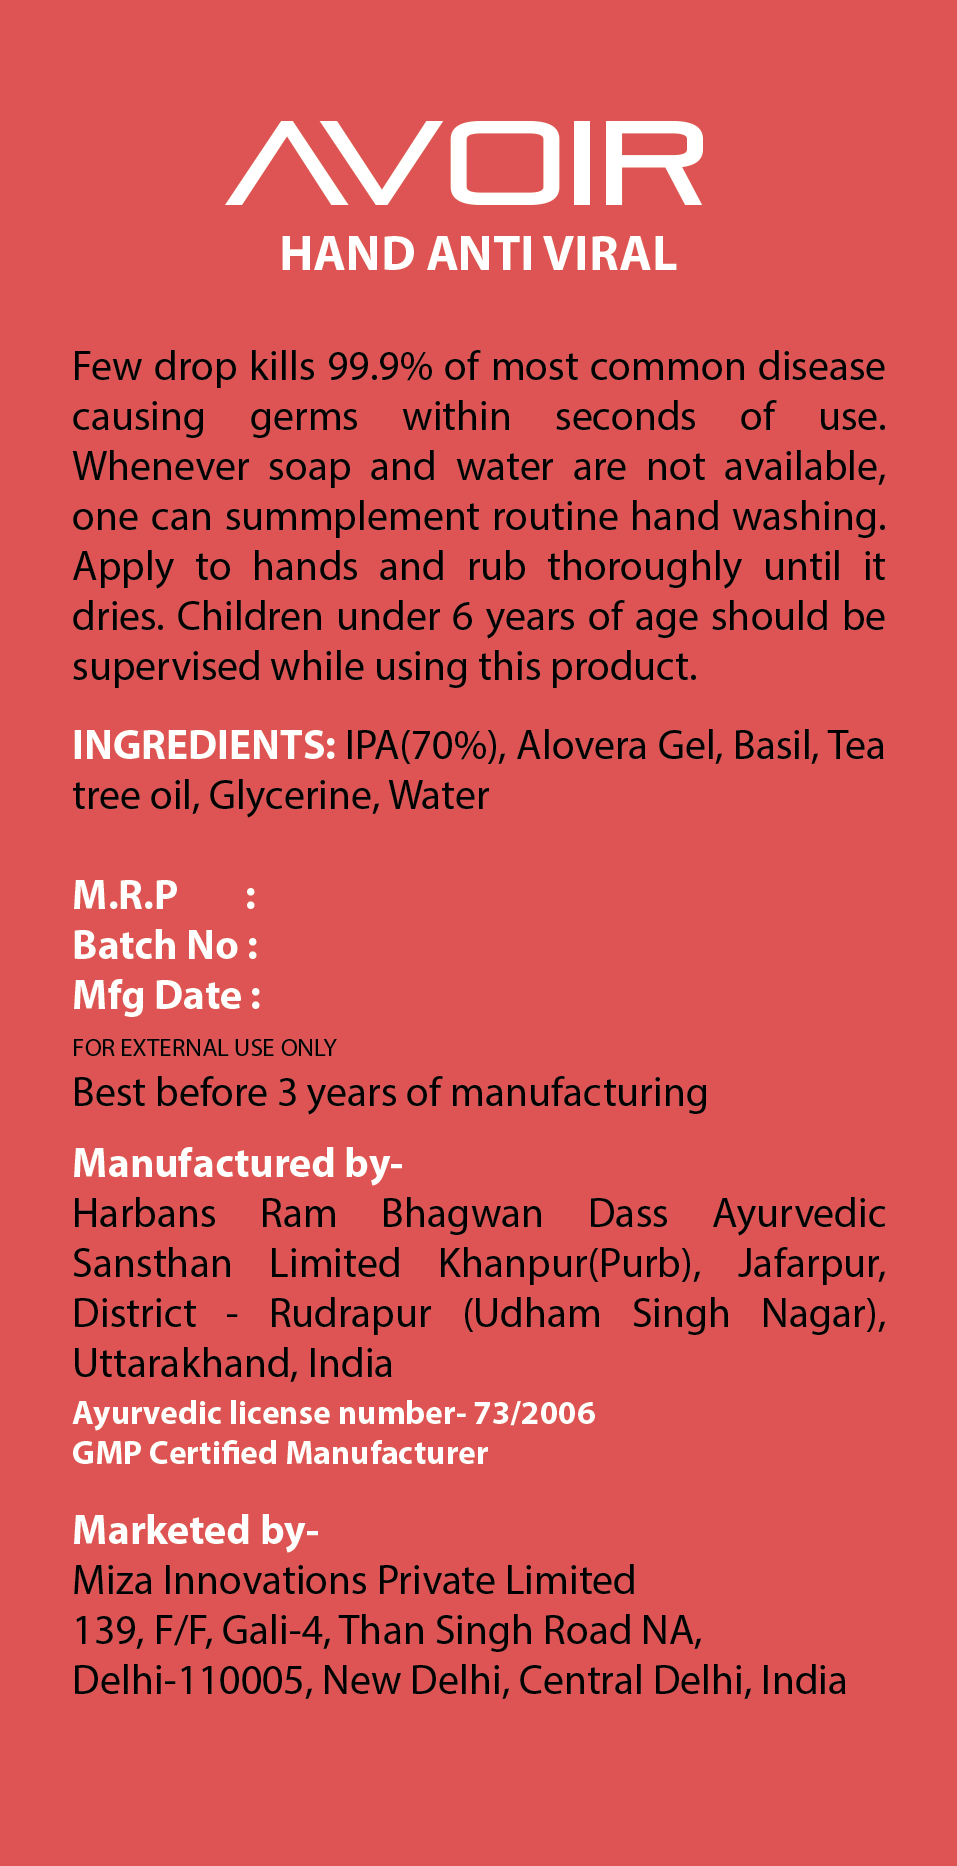 AVOIR
HAND ANTI VIRAL
Few drop kills 99.9% of most common disease
causing germs within seconds of use.
Whenever soap and water are not available,
one can summplement routine hand washing.
Apply to hands and rub thoroughly until it
dries. Children under 6 years of age should be
supervised while using this product.
INGREDIENTS: IPA(70%), Alovera Gel, Basil, Tea
tree oil, Glycerine, Water
M.R.P :
Batch No :
Mfg Date :
FOR EXTERNAL USE ONLY
Best before 3 years of manufacturing
Manufactured by-
Harbans Ram Bhagwan Dass Ayurvedic
Sansthan Limited Khanpur(Purb), Jafarpur,
District - Rudrapur (Udham Singh Nagar),
Uttarakhand, India
Ayurvedic license number- 73/2006
GMP Certified Manufacturer
Marketed by-
Miza Innovations Private Limited
139, F/F, Gali-4, Than Singh Road NA,
Delhi-110005, New Delhi, Central Delhi, India